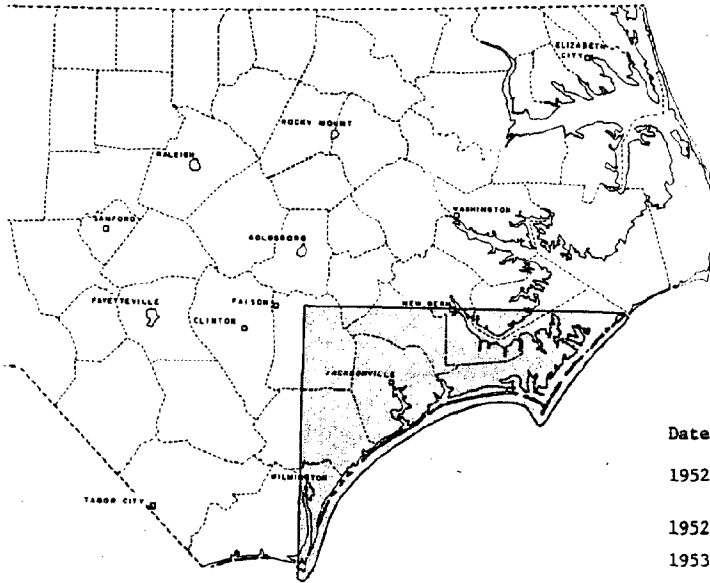 ELIZABETH
CITY
ROCKY MOUNT
RALEIGH
WASHINGTON
SANFORD
GOLDSBORO
NEW BERN
FAYETTEVILLE
FAISON
CLINTON
JACKSONVILLE
WILMINGTON
TABOR CITY
Date
1952
1952
1953